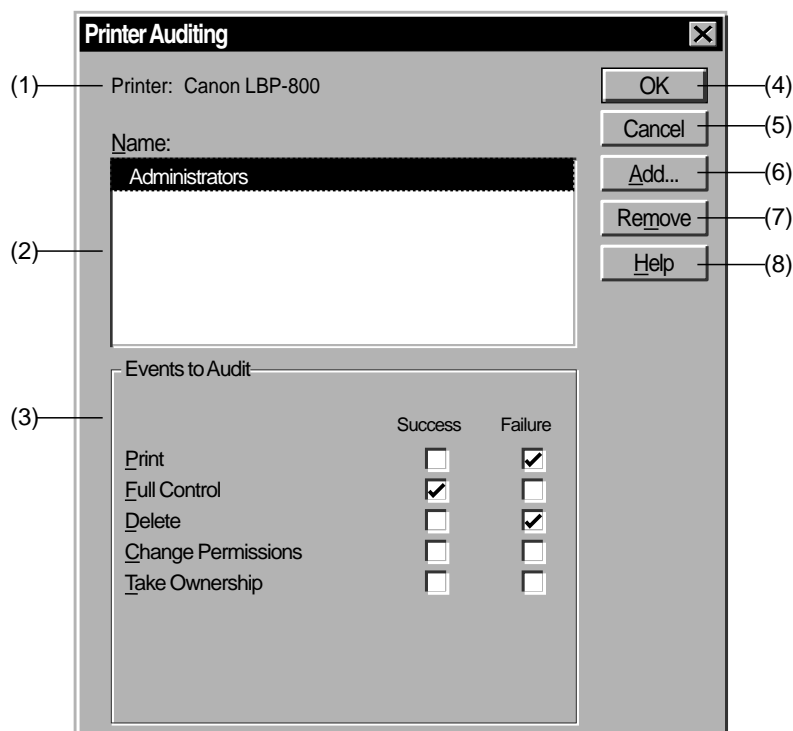 Printer Auditing
(1) Printer: Canon LBP-800 OK (4)
Cancel (5)
Name:
Administrators Add... (6)
Remove (7)
(2) Help (8)
Events to Audit
(3) Success Failure
Print
Full Control
Delete
Change Permissions
Take Ownership